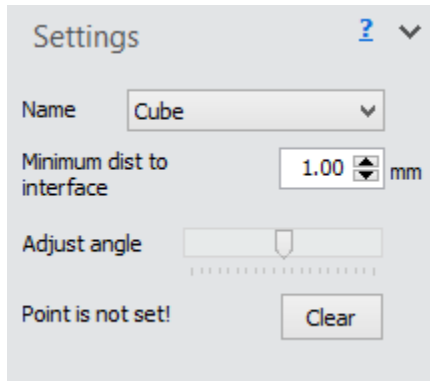 Settings ?
Name Cube
Minimum dist to
interface
1.00 mm
Adjust angle
Point is not set! Clear